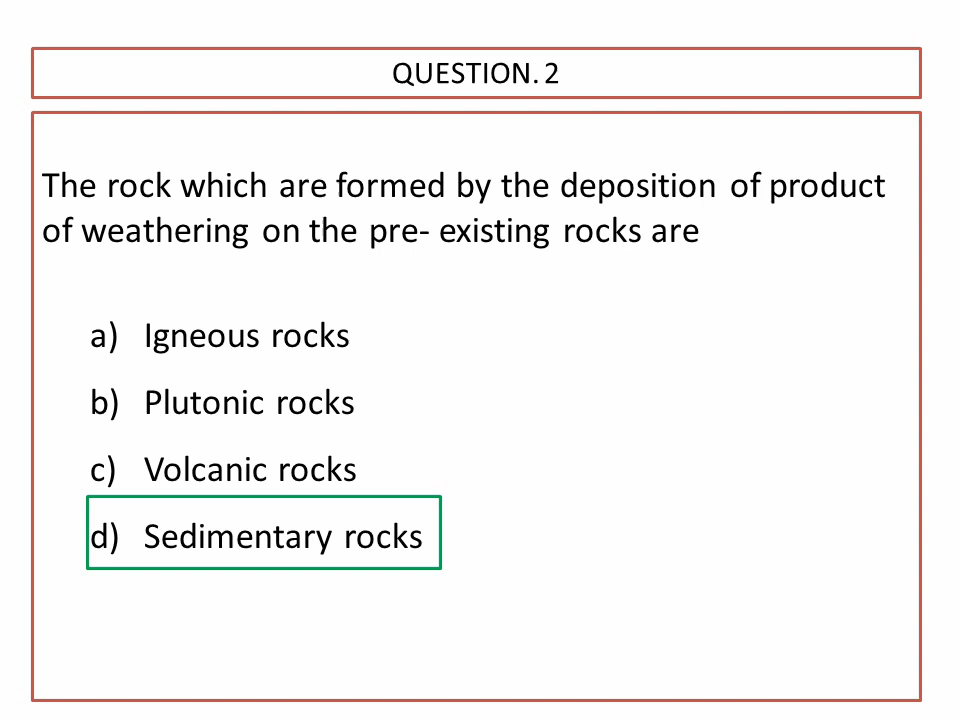 QUESTION. 2
The rock which are formed by the deposition of product
of weathering on the pre- existing rocks are
a) Igneous rocks
b) Plutonic rocks
c) Volcanic rocks
d) Sedimentary rocks